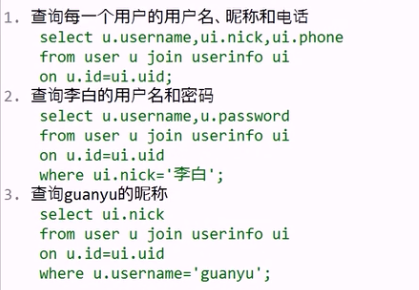 1. 查询每一个用户的用户名、昵称和电话
select u.username,ui.nick,ui.phone
from user u join userinfo ui
on u.id=ui.uid;
2. 查询李白的用户名和密码
select u.username,u.password
from user u join userinfo ui
on u.id=ui.uid
where ui.nick='李白';
3. 查询guanyu的昵称
select ui.nick
from user u join userinfo ui
on u.id=ui.uid
where u.username='guanyu';